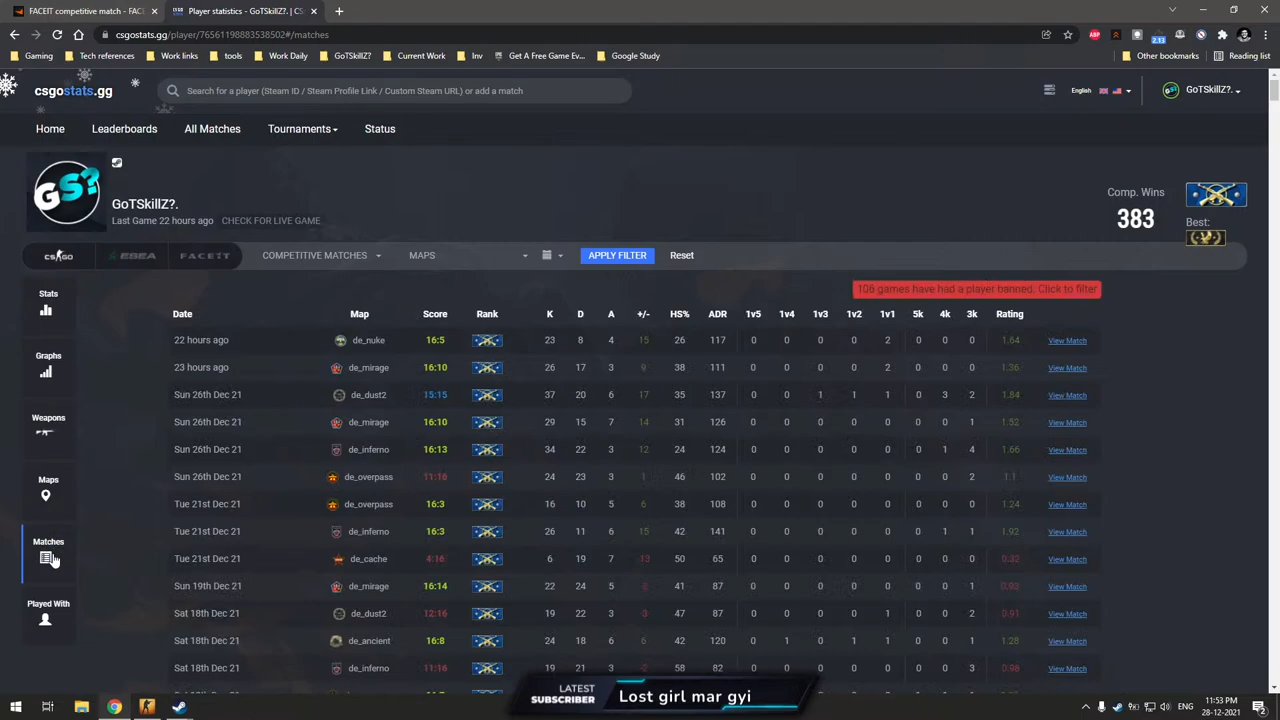 FACEIT competitive match - FACE
Player statistics - GoTSkillZ?. | CS:
csgostats.gg/player/76561198883538502#/matches
2.13
Gaming Tech references Work links tools Work Daily GoTSkillZ? Current Work Inv Get A Free Game Eve... Google Study Other bookmarks Reading list
csgostats.gg
Search for a player (Steam ID / Steam Profile Link / Custom Steam URL) or add a match
English
GoTSkillZ?.
Home Leaderboards All Matches Tournaments Status
GS?
GoTSkillZ?.
Last Game 22 hours ago CHECK FOR LIVE GAME
Comp. Wins
383
Best:
CS:GO ESEA FACEIT COMPETITIVE MATCHES MAPS APPLY FILTER Reset
Stats
Graphs
Weapons
Maps
Matches
Played With
106 games have had a player banned. Click to filter
Date Map Score Rank K D A +/- HS% ADR 1v5 1v4 1v3 1v2 1v1 5k 4k 3k Rating
22 hours ago de_nuke 16:5 23 8 4 15 26 117 0 0 0 0 2 0 0 0 1.64 View Match
23 hours ago de_mirage 16:10 26 17 3 9 38 111 0 0 0 0 2 0 0 0 1.36 View Match
Sun 26th Dec 21 de_dust2 15:15 37 20 6 17 35 137 0 0 1 1 1 0 3 2 1.84 View Match
Sun 26th Dec 21 de_mirage 16:10 29 15 7 14 31 126 0 0 0 0 0 0 0 1 1.52 View Match
Sun 26th Dec 21 de_inferno 16:13 34 22 3 12 24 124 0 0 0 0 0 0 1 4 1.66 View Match
Sun 26th Dec 21 de_overpass 11:16 24 23 3 1 46 102 0 0 0 0 0 0 0 2 1.1 View Match
Tue 21st Dec 21 de_overpass 16:3 16 10 5 6 38 108 0 0 0 0 0 0 0 0 1.24 View Match
Tue 21st Dec 21 de_inferno 16:3 26 11 6 15 42 141 0 0 0 0 0 0 1 1 1.92 View Match
Tue 21st Dec 21 de_cache 4:16 6 19 7 -13 50 65 0 0 0 0 0 0 0 0 0.32 View Match
Sun 19th Dec 21 de_mirage 16:14 22 24 5 41 87 0 0 0 0 0 0 0 1 0.93 View Match
Sat 18th Dec 21 de_dust2 12:16 19 22 3 -3 47 87 0 0 0 0 1 0 0 2 0.91 View Match
Sat 18th Dec 21 de_ancient 16:8 24 18 6 6 42 120 0 1 0 1 1 0 0 1 1.28 View Match
Sat 18th Dec 21 de_inferno 11:16 19 21 3 -2 58 82 0 0 0 0 0 0 0 3 0.98 View Match
LATEST
SUBSCRIBER
Lost girl mar gyi
ENG
11:53 PM
28-12-2021